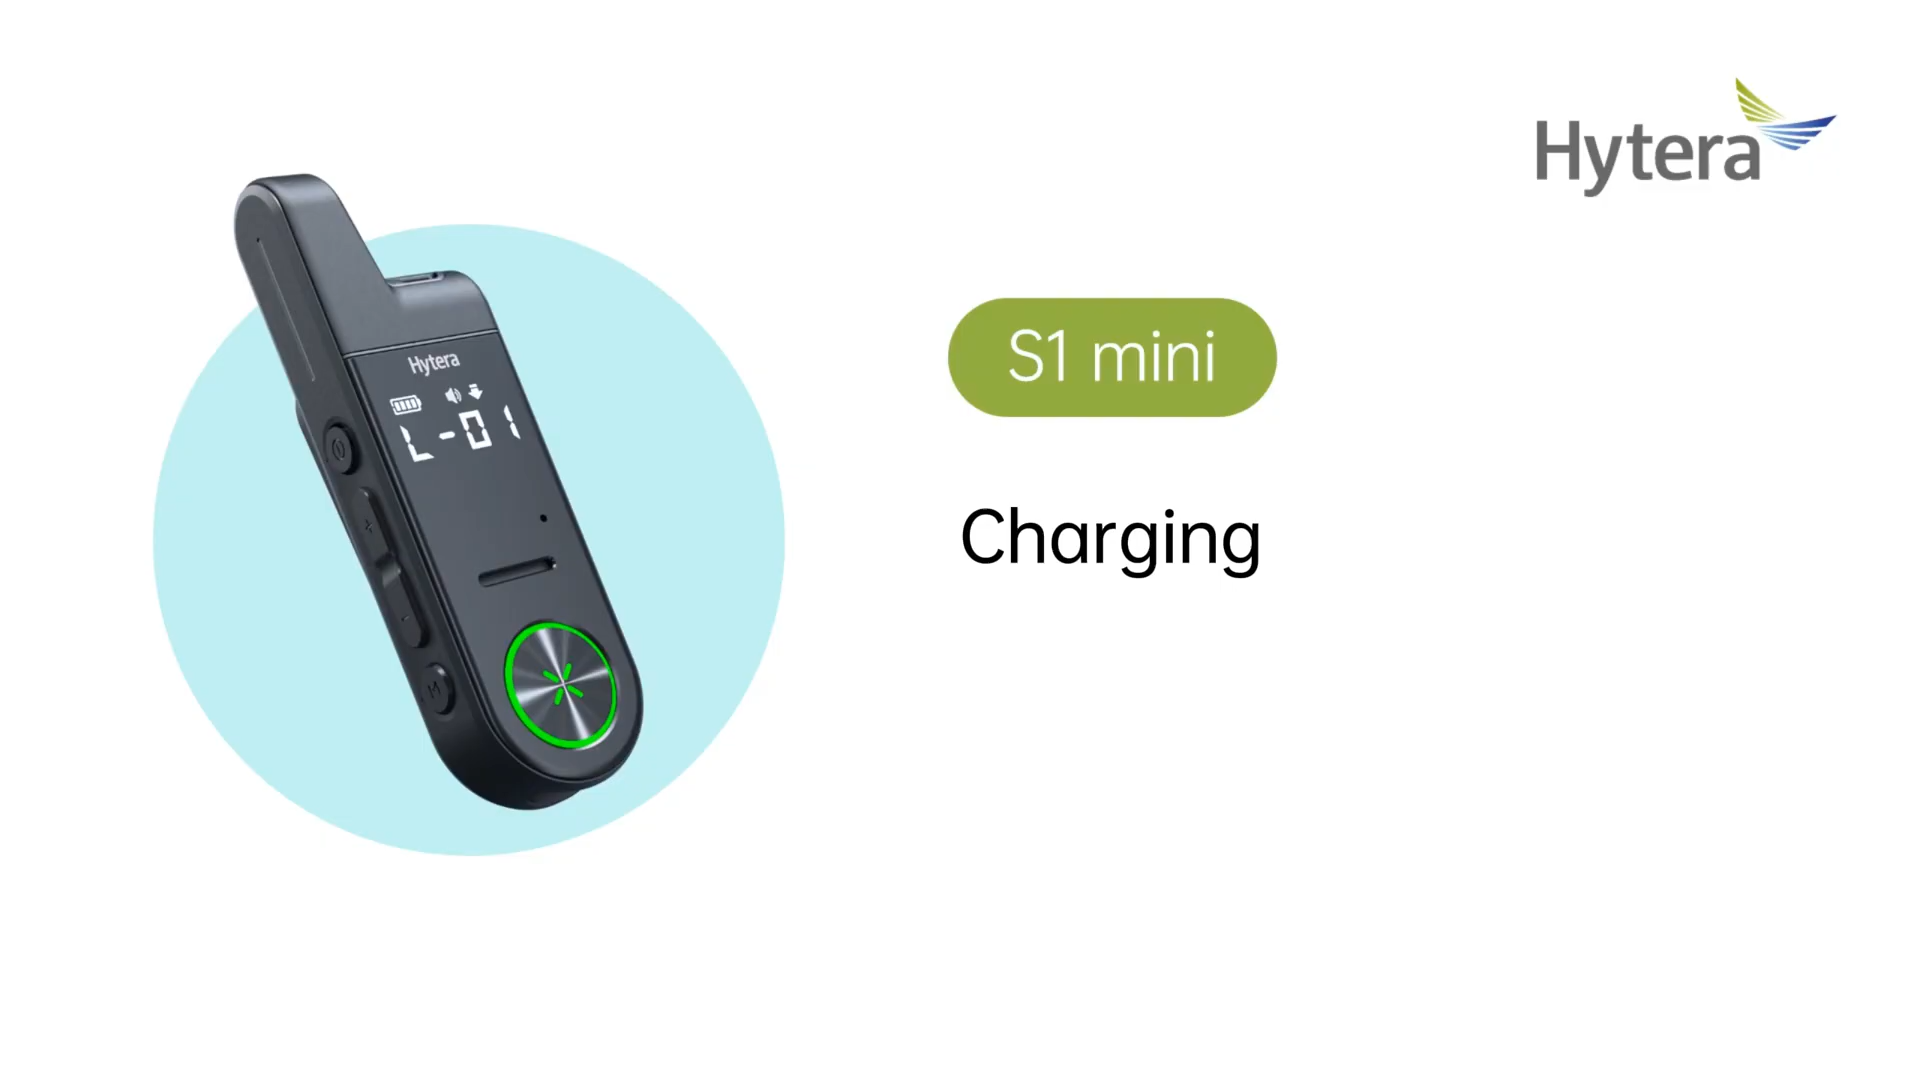 Hytera
S1 mini
Charging
Hytera
L-01
+
-
M